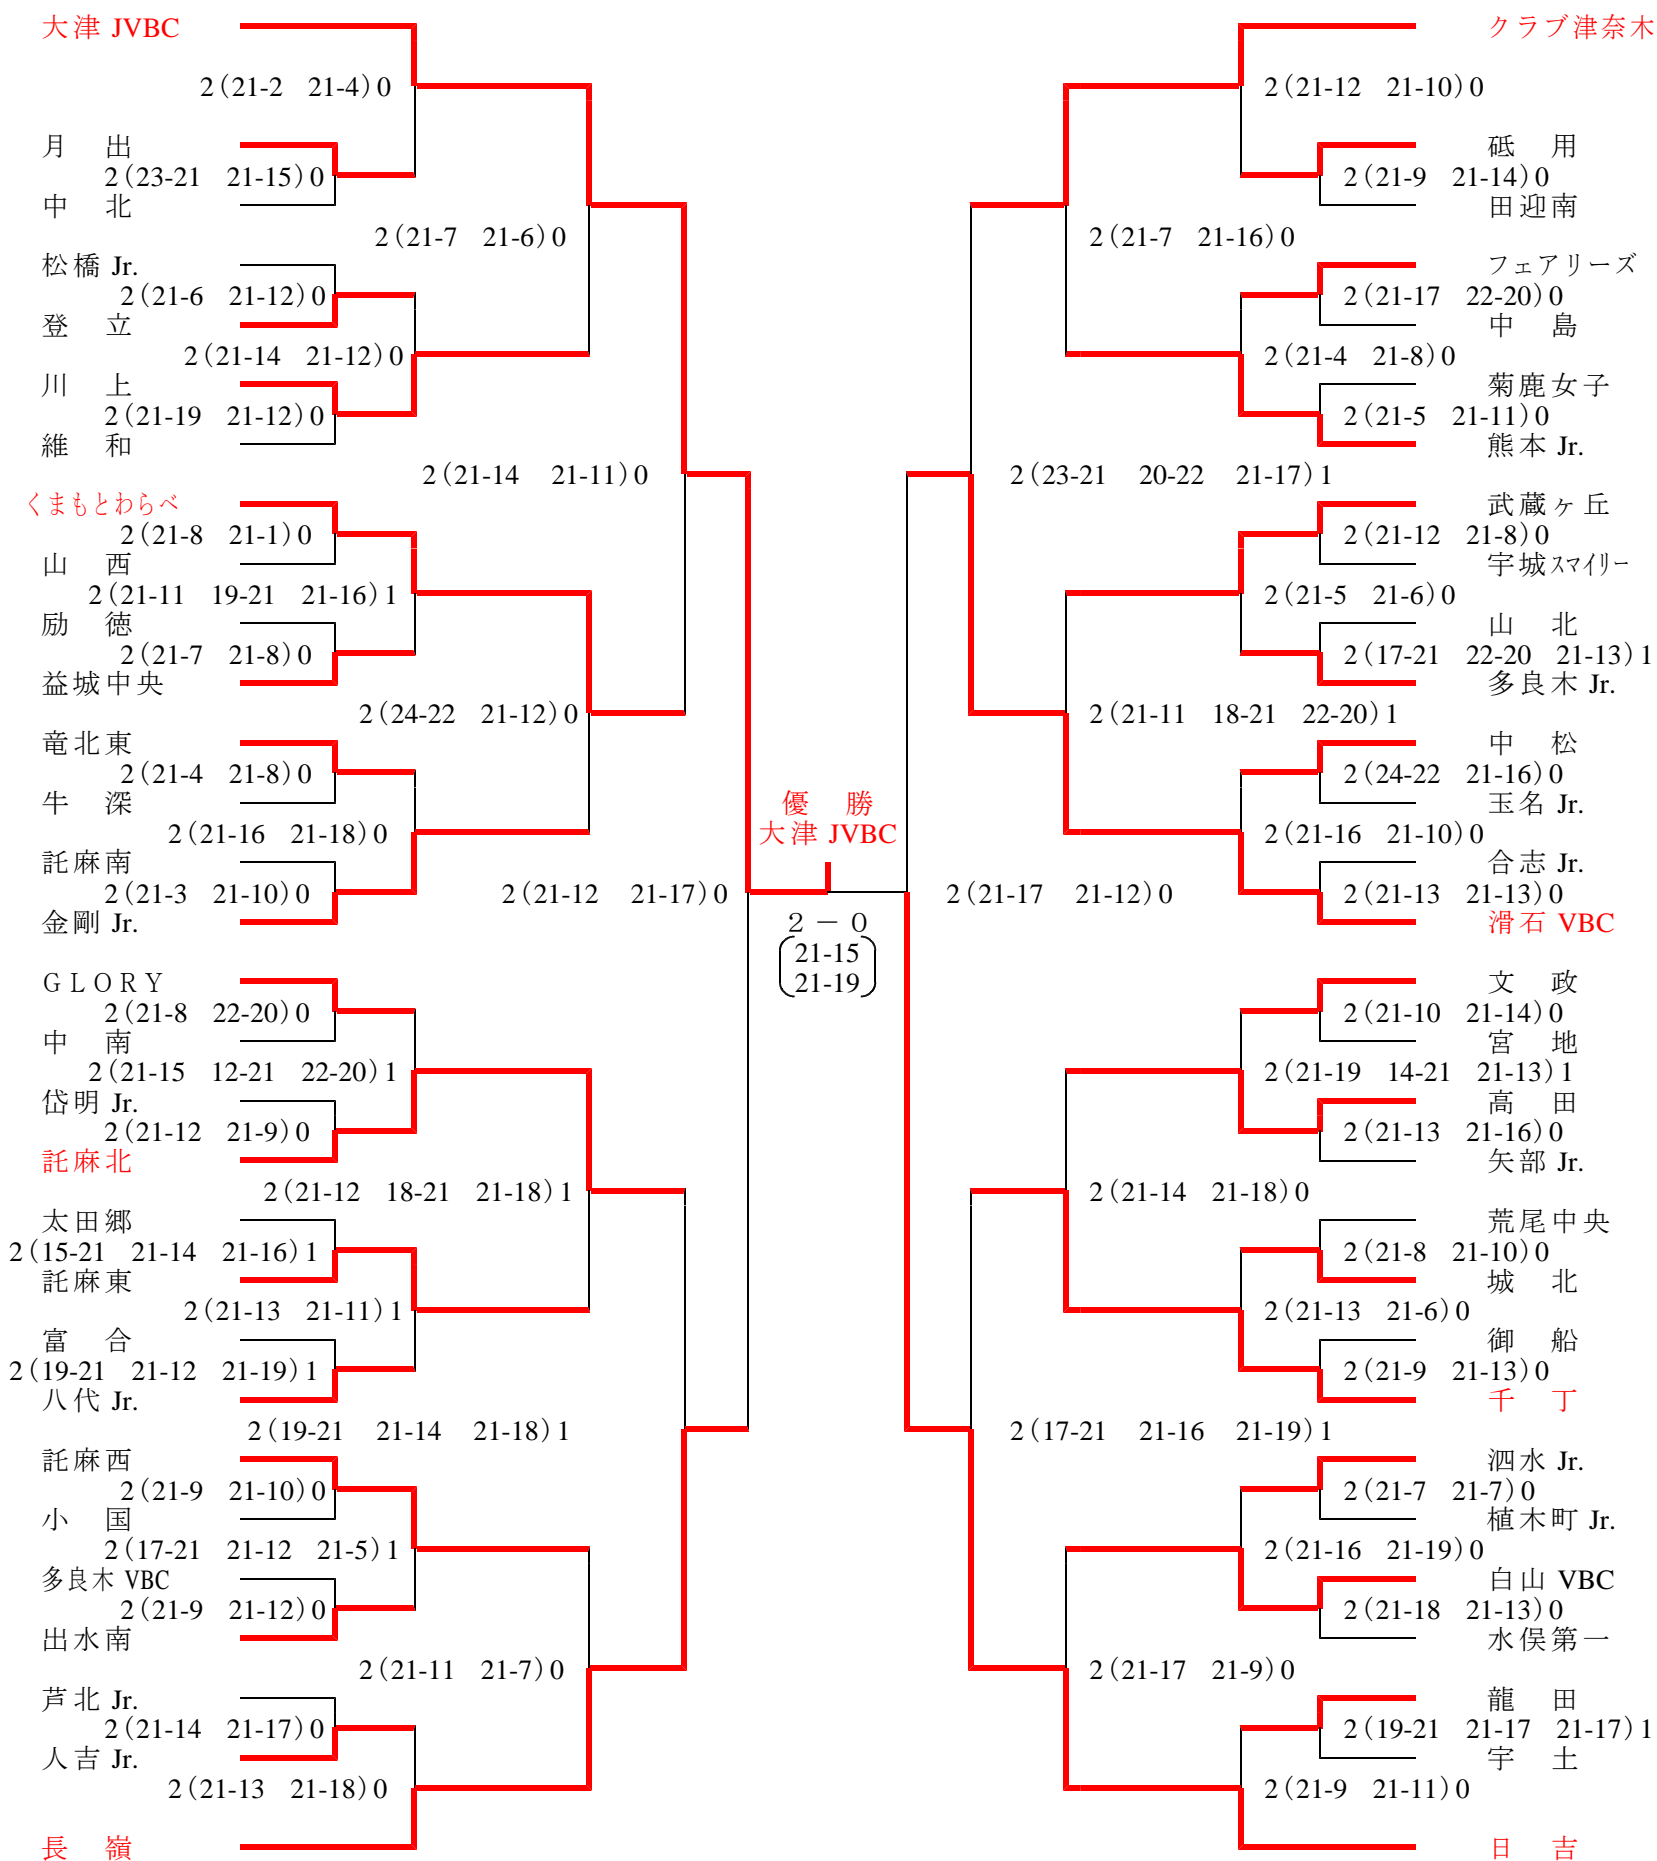 大津 JVBC
2(21-2 21-4)0
月 出
2(23-21 21-15)0
中 北
2(21-7 21-6)0
松橋 Jr.
2(21-6 21-12)0
登 立
2(21-14 21-12)0
川 上
2(21-19 21-12)0
維 和
2(21-14 21-11)0
くまもとわらべ
2(21-8 21-1)0
山 西
2(21-11 19-21 21-16)1
励 徳
2(21-7 21-8)0
益城中央
2(24-22 21-12)0
竜北東
2(21-4 21-8)0
牛 深
2(21-16 21-18)0
託麻南
2(21-3 21-10)0
金剛 Jr.
2(21-12 21-17)0
GLORY
2(21-8 22-20)0
中 南
2(21-15 12-21 22-20)1
岱明 Jr.
2(21-12 21-9)0
託麻北
2(21-12 18-21 21-18)1
太田郷
2(15-21 21-14 21-16)1
託麻東
2(21-13 21-11)1
富 合
2(19-21 21-12 21-19)1
八代 Jr.
2(19-21 21-14 21-18)1
託麻西
2(21-9 21-10)0
小 国
2(17-21 21-12 21-5)1
多良木 VBC
2(21-9 21-12)0
出水南
2(21-11 21-7)0
芦北 Jr.
2(21-14 21-17)0
人吉 Jr.
2(21-13 21-18)0
長 嶺
優 勝
大津 JVBC
2－0
21-15
21-19
クラブ津奈木
2(21-12 21-10)0
砥 用
2(21-9 21-14)0
田迎南
2(21-7 21-16)0
フェアリーズ
2(21-17 22-20)0
中 島
2(21-4 21-8)0
菊鹿女子
2(21-5 21-11)0
熊本 Jr.
2(23-21 20-22 21-17)1
武蔵ヶ丘
2(21-12 21-8)0
宇城スマイリー
2(21-5 21-6)0
山 北
2(17-21 22-20 21-13)1
多良木 Jr.
2(21-11 18-21 22-20)1
中 松
2(24-22 21-16)0
玉名 Jr.
2(21-16 21-10)0
合志 Jr.
2(21-13 21-13)0
滑石 VBC
2(21-17 21-12)0
文 政
2(21-10 21-14)0
宮 地
2(21-19 14-21 21-13)1
高 田
2(21-13 21-16)0
矢部 Jr.
2(21-14 21-18)0
荒尾中央
2(21-8 21-10)0
城 北
2(21-13 21-6)0
御 船
2(21-9 21-13)0
千 丁
2(17-21 21-16 21-19)1
泗水 Jr.
2(21-7 21-7)0
植木町 Jr.
2(21-16 21-19)0
白山 VBC
2(21-18 21-13)0
水俣第一
2(21-17 21-9)0
龍 田
2(19-21 21-17 21-17)1
宇 土
2(21-9 21-11)0
日 吉